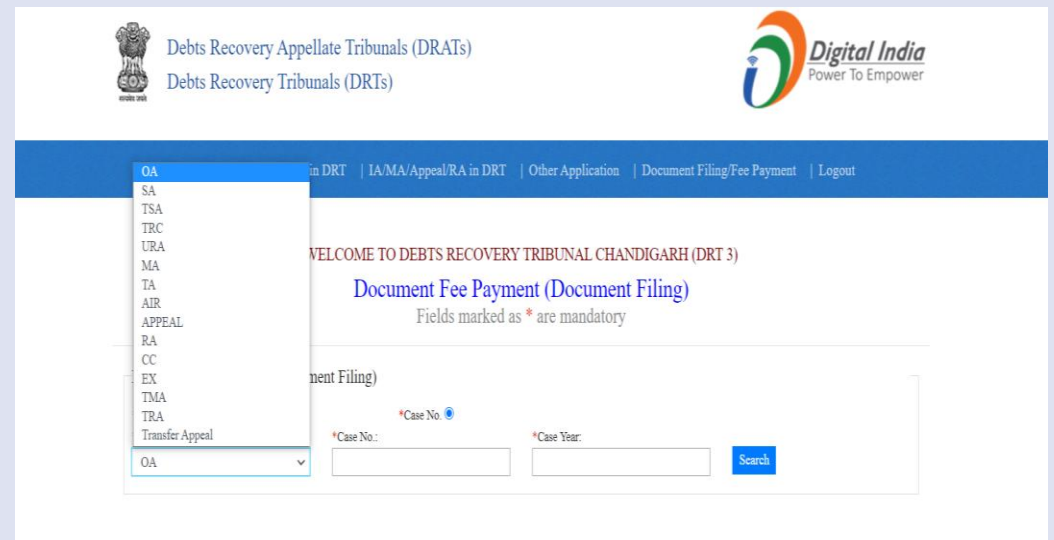 Debts Recovery Appellate Tribunals (DRATs)
Debts Recovery Tribunals (DRTs)
सत्यमेव जयते
Digital India
Power To Empower
in DRT | IA/MA/Appeal/RA in DRT | Other Application | Document Filing/Fee Payment | Logout
OA
SA
TSA
TRC
URA
MA
TA
AIR
APPEAL
RA
CC
EX
TMA
TRA
Transfer Appeal
TO DEBTS RECOVERY TRIBUNAL CHANDIGARH (DRT 3)
Document Fee Payment (Document Filing)
Fields marked as * are mandatory
Filing)
*Case No.
*Case No.:
*Case Year:
OA
Search